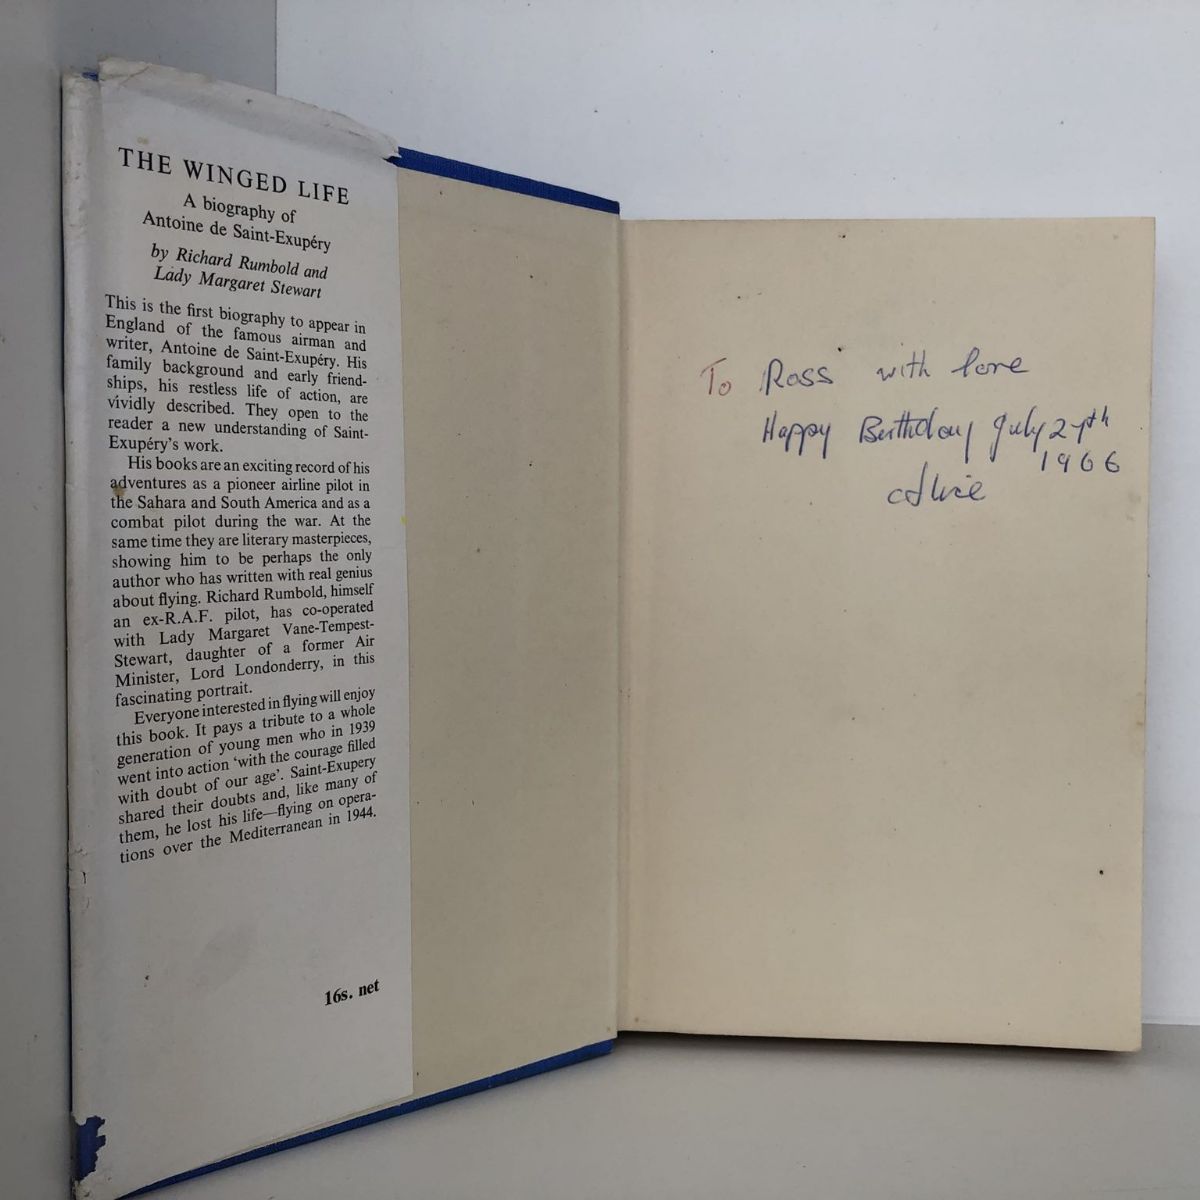 THE WINGED LIFE
A biography of
Antoine de Saint-Exupéry
by Richard Rumbold and
Lady Margaret Stewart
This is the first biography to appear in
England of the famous airman and
writer, Antoine de Saint-Exupéry. His
family background and early friend-
ships, his restless life of action, are
vividly described. They open to the
reader a new understanding of Saint-
Exupéry's work.
His books are an exciting record of his
adventures as a pioneer airline pilot in
the Sahara and South America and as a
combat pilot during the war. At the
same time they are literary masterpieces,
showing him to be perhaps the only
author who has written with real genius
about flying. Richard Rumbold, himself
an ex-R.A.F. pilot, has co-operated
with Lady Margaret Vane-Tempest-
Stewart, daughter of a former Air
Minister, Lord Londonderry, in this
fascinating portrait.
Everyone interested in flying will enjoy
this book. It pays a tribute to a whole
generation of young men who in 1939
went into action ‘with the courage filled
with doubt of our age’. Saint-Exupery
shared their doubts and, like many of
them, he lost his life—flying on opera-
tions over the Mediterranean in 1944.
16s. net
To Ross with love
Happy Birthday July 27th
1966